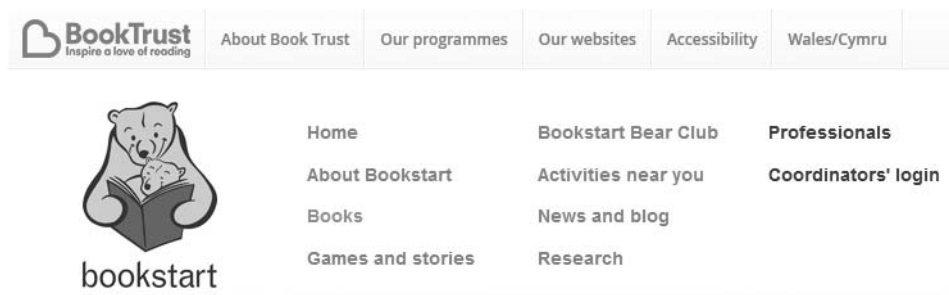 BookTrust
Inspire a love of reading
About Book Trust
Our programmes
Our websites
Accessibility
Wales/Cymru
bookstart
Home
About Bookstart
Books
Games and stories
Bookstart Bear Club
Activities near you
News and blog
Research
Professionals
Coordinators' login